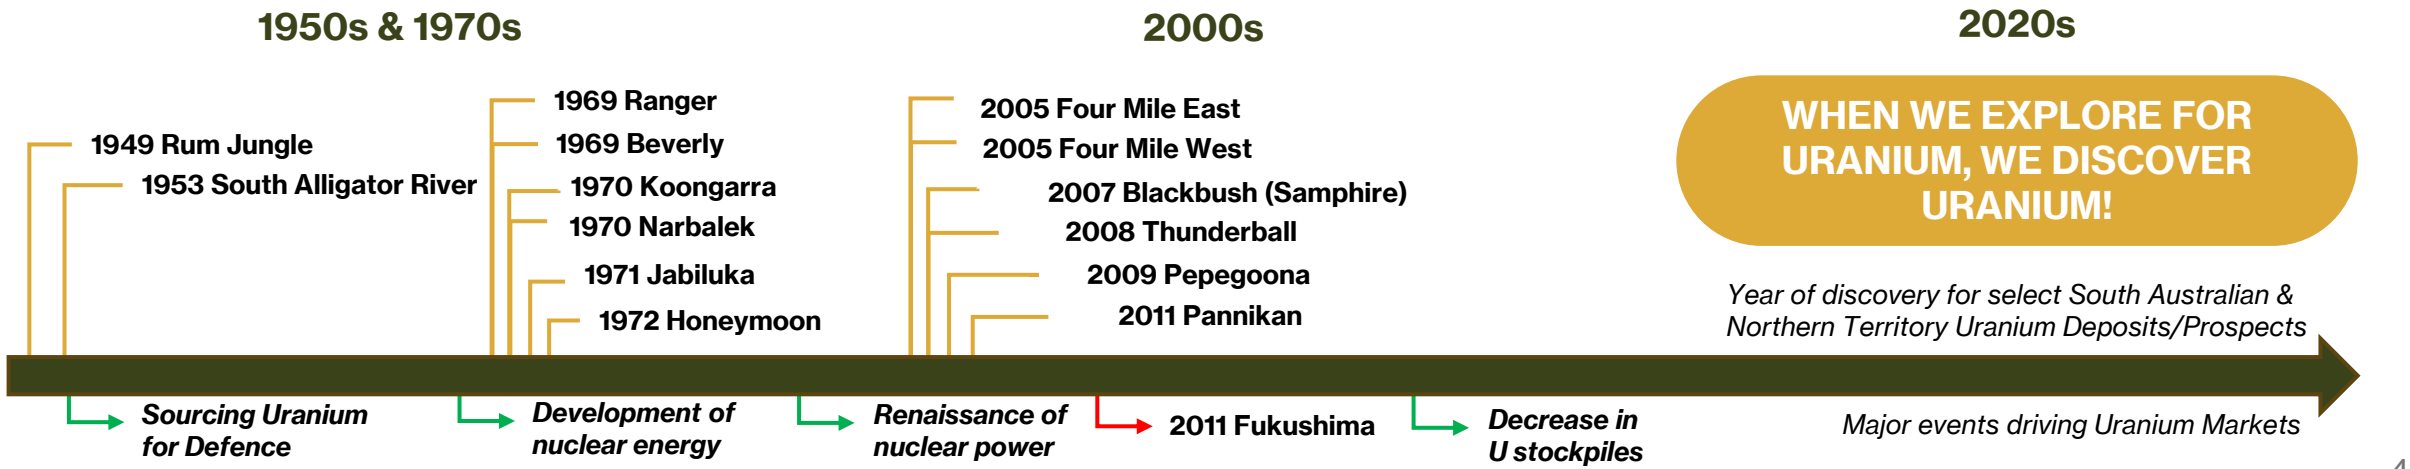 1950s & 1970s
2000s
2020s
1949 Rum Jungle
1953 South Alligator River
1969 Ranger
1969 Beverly
1970 Koongarra
1970 Narbalek
1971 Jabiluka
1972 Honeymoon
2005 Four Mile East
2005 Four Mile West
2007 Blackbush (Samphire)
2008 Thunderball
2009 Pepegoona
2011 Pannikan
WHEN WE EXPLORE FOR
URANIUM, WE DISCOVER
URANIUM!
Year of discovery for select South Australian &
Northern Territory Uranium Deposits/Prospects
Sourcing Uranium
for Defence
Development of
nuclear energy
Renaissance of
nuclear power
2011 Fukushima
Decrease in
U stockpiles
Major events driving Uranium Markets